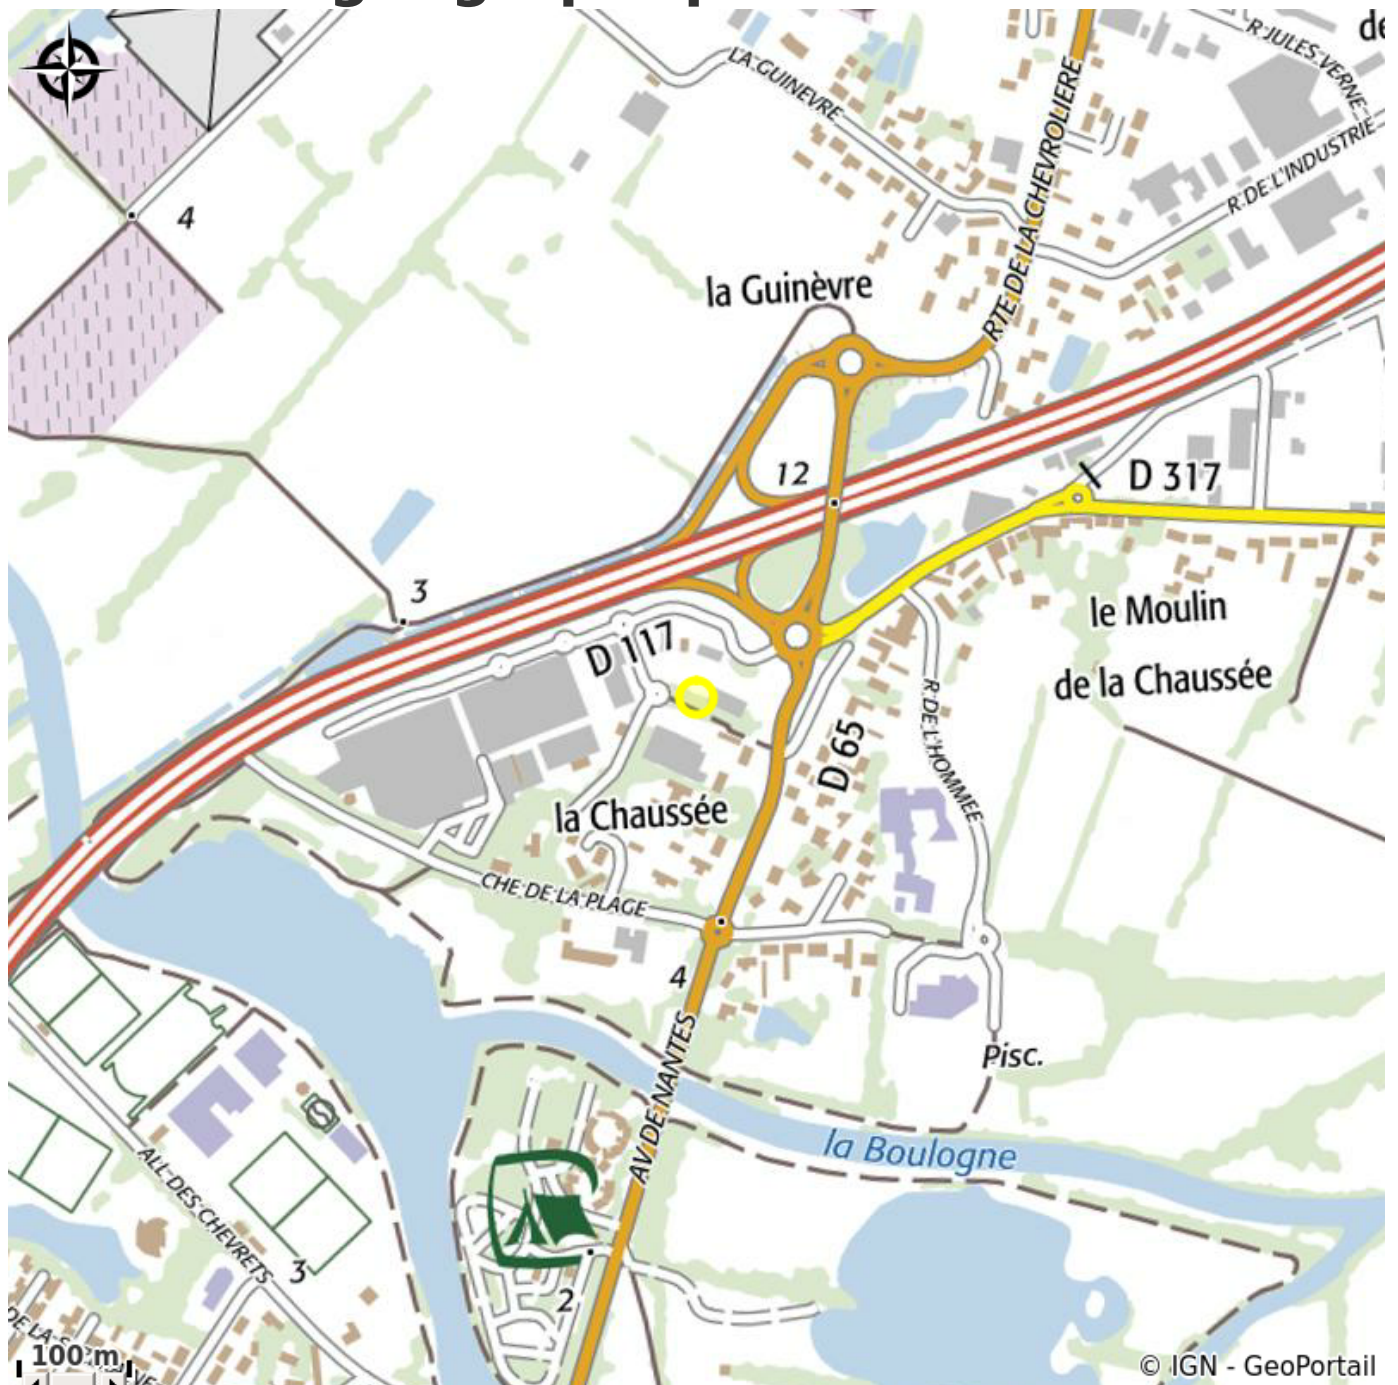 de
R JULES VERNE
LA GUINEVRE
RTE DE LA CHEVROLIERE
R DE L'INDUSTRIE
4
la Guinèvre
12
D 317
3
le Moulin
de la Chaussée
D 117
R DE L'HOMMEE
D 65
la Chaussée
CHE DE LA PLAGE
4
AV DE NANTES
Pisc.
la Boulogne
ALL DES CHEVRETS
3
2
100 m
© IGN - GeoPortail